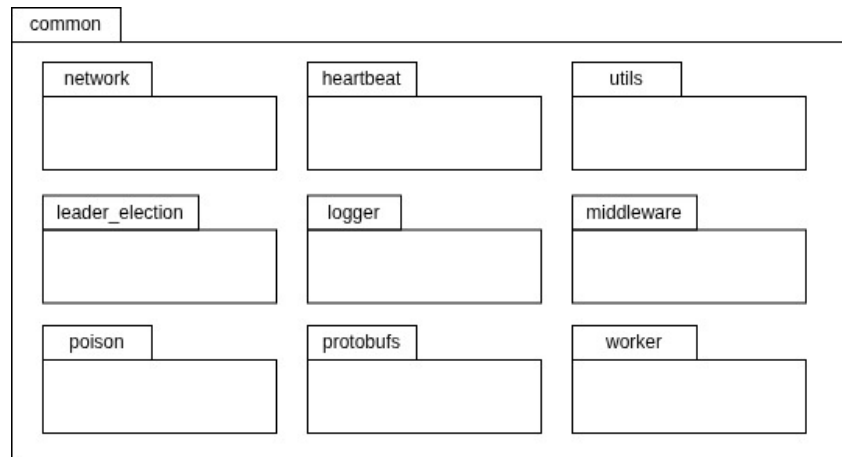 common
network
heartbeat
utils
leader_election
logger
middleware
poison
protobufs
worker